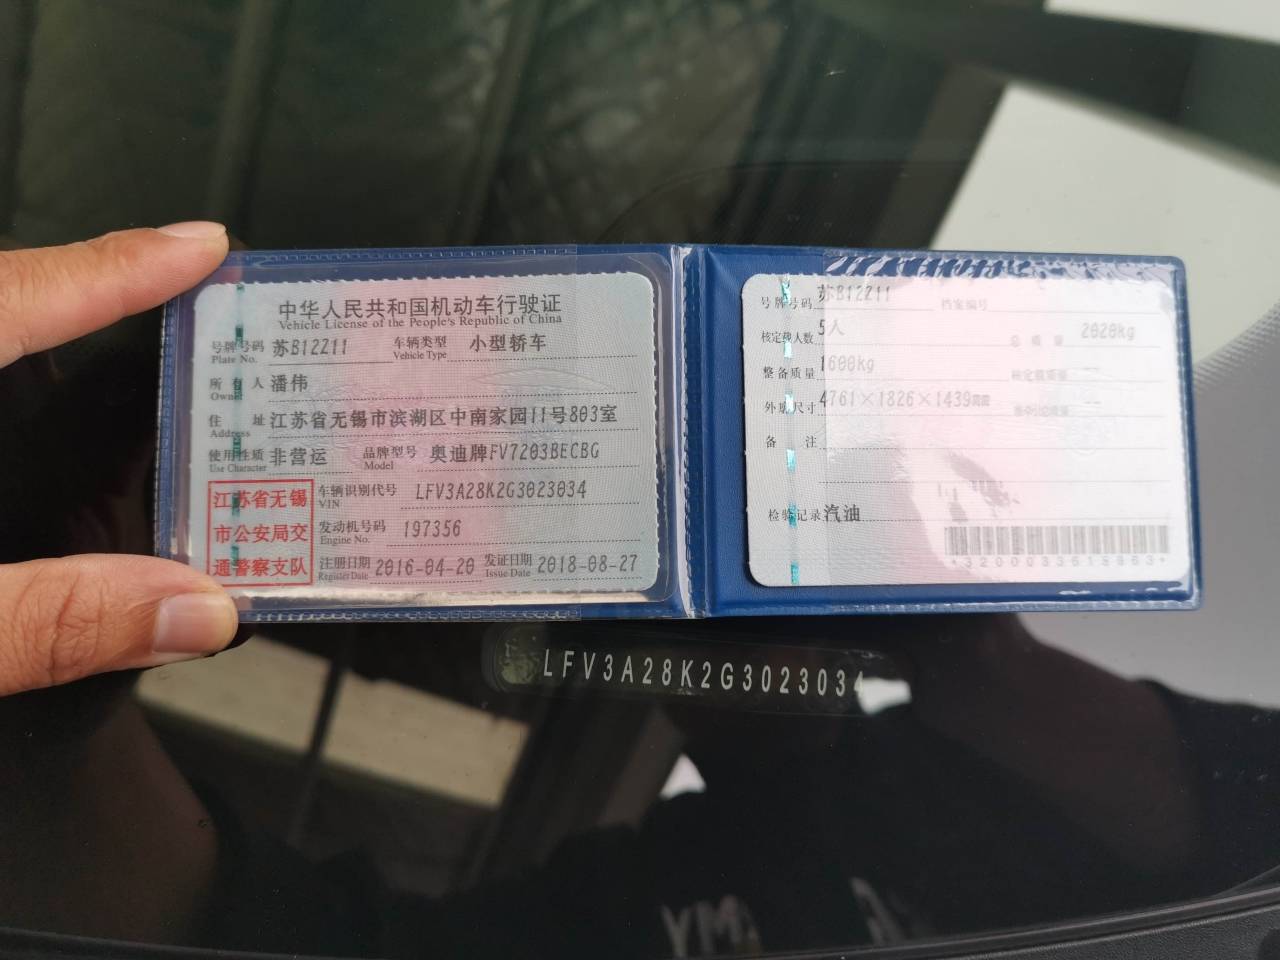 中华人民共和国机动车行驶证
Vehicle License of the People's Republic of China
号牌号码 苏B12Z11 车辆类型 小型轿车
Plate No. Vehicle Type
所有人 潘伟
Owner
住址 江苏省无锡市滨湖区中南家园11号803室
Address
使用性质 非营运 品牌型号 奥迪牌FV7203BECBG
Use Character Model
江苏省无锡
市公安局交
通警察支队
车辆识别代号 LFV3A28K2G3023034
VIN
发动机号码 197356
Engine No.
注册日期 2016-04-20 发证日期 2018-08-27
Register Date Issue Date
号牌号码 苏B12Z11 档案编号
核定载人数 5人 总质量 2020kg
整备质量 1600kg 核定载质量 --
外廓尺寸 4761×1826×1439
备注
检验记录 汽油
LFV3A28K2G3023034